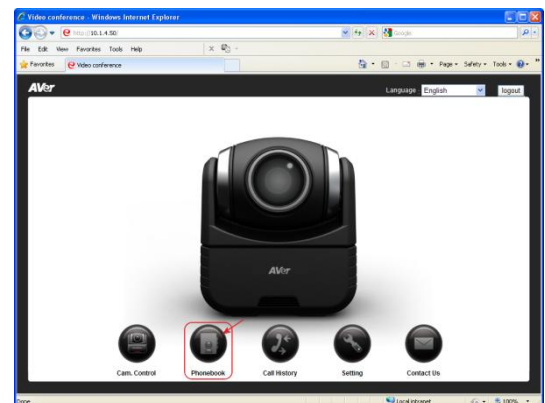 Video conference - Windows Internet Explorer
http://10.1.4.50/
Google
File Edit View Favorites Tools Help
Favorites Video conference
Page Safety Tools
AVer
Language : English logout
AVer
Cam. Control Phonebook Call History Setting Contact Us
Done Local intranet 100%